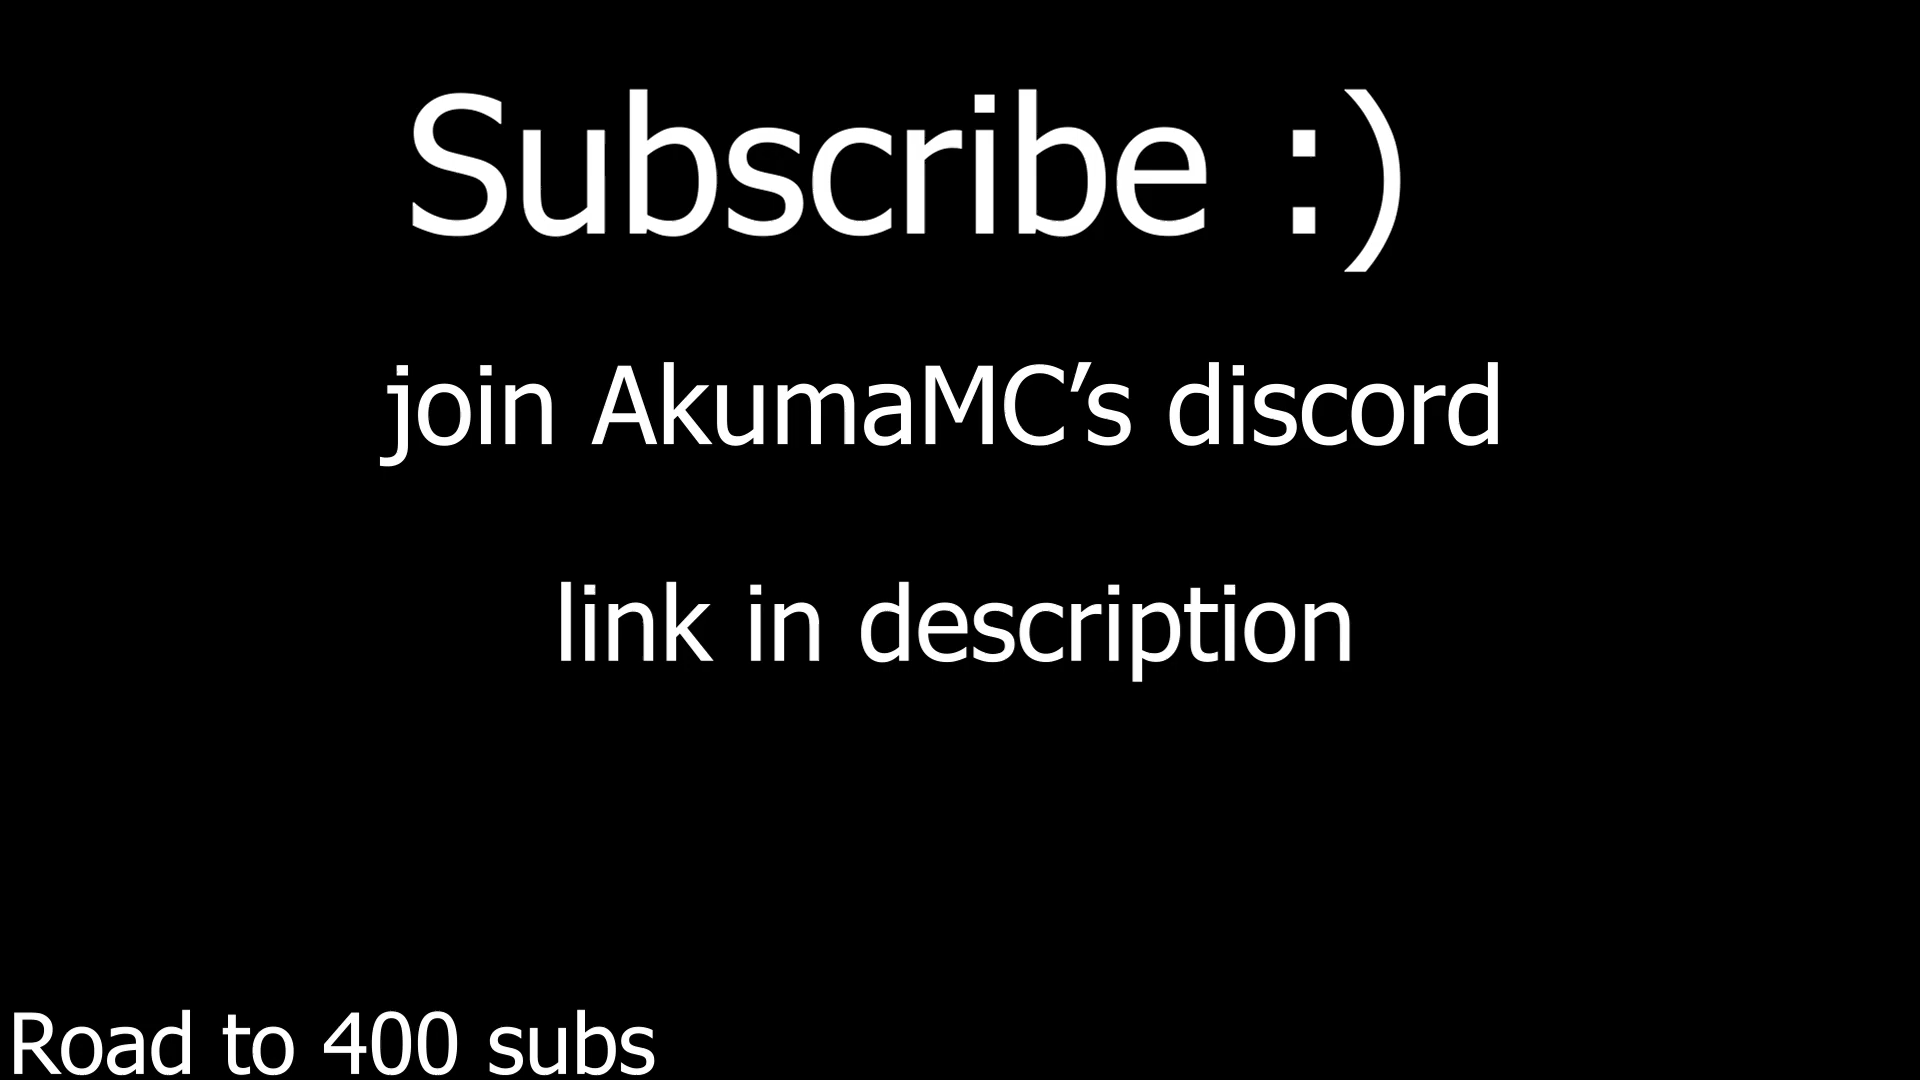 Subscribe :)
join AkumaMC’s discord
link in description
Road to 400 subs